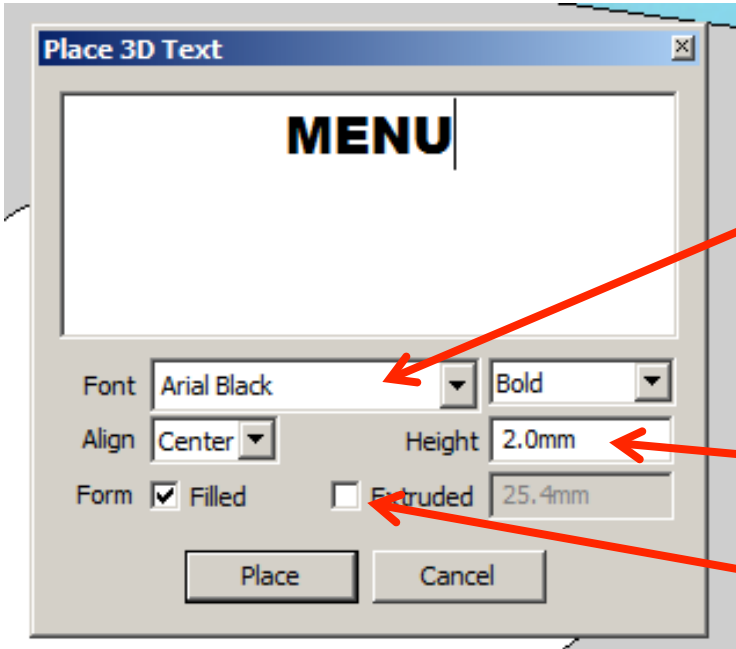 Place 3D Text
MENU
Font Arial Black Bold
Align Center Height 2.0mm
Form Filled Extruded 25.4mm
Place Cancel